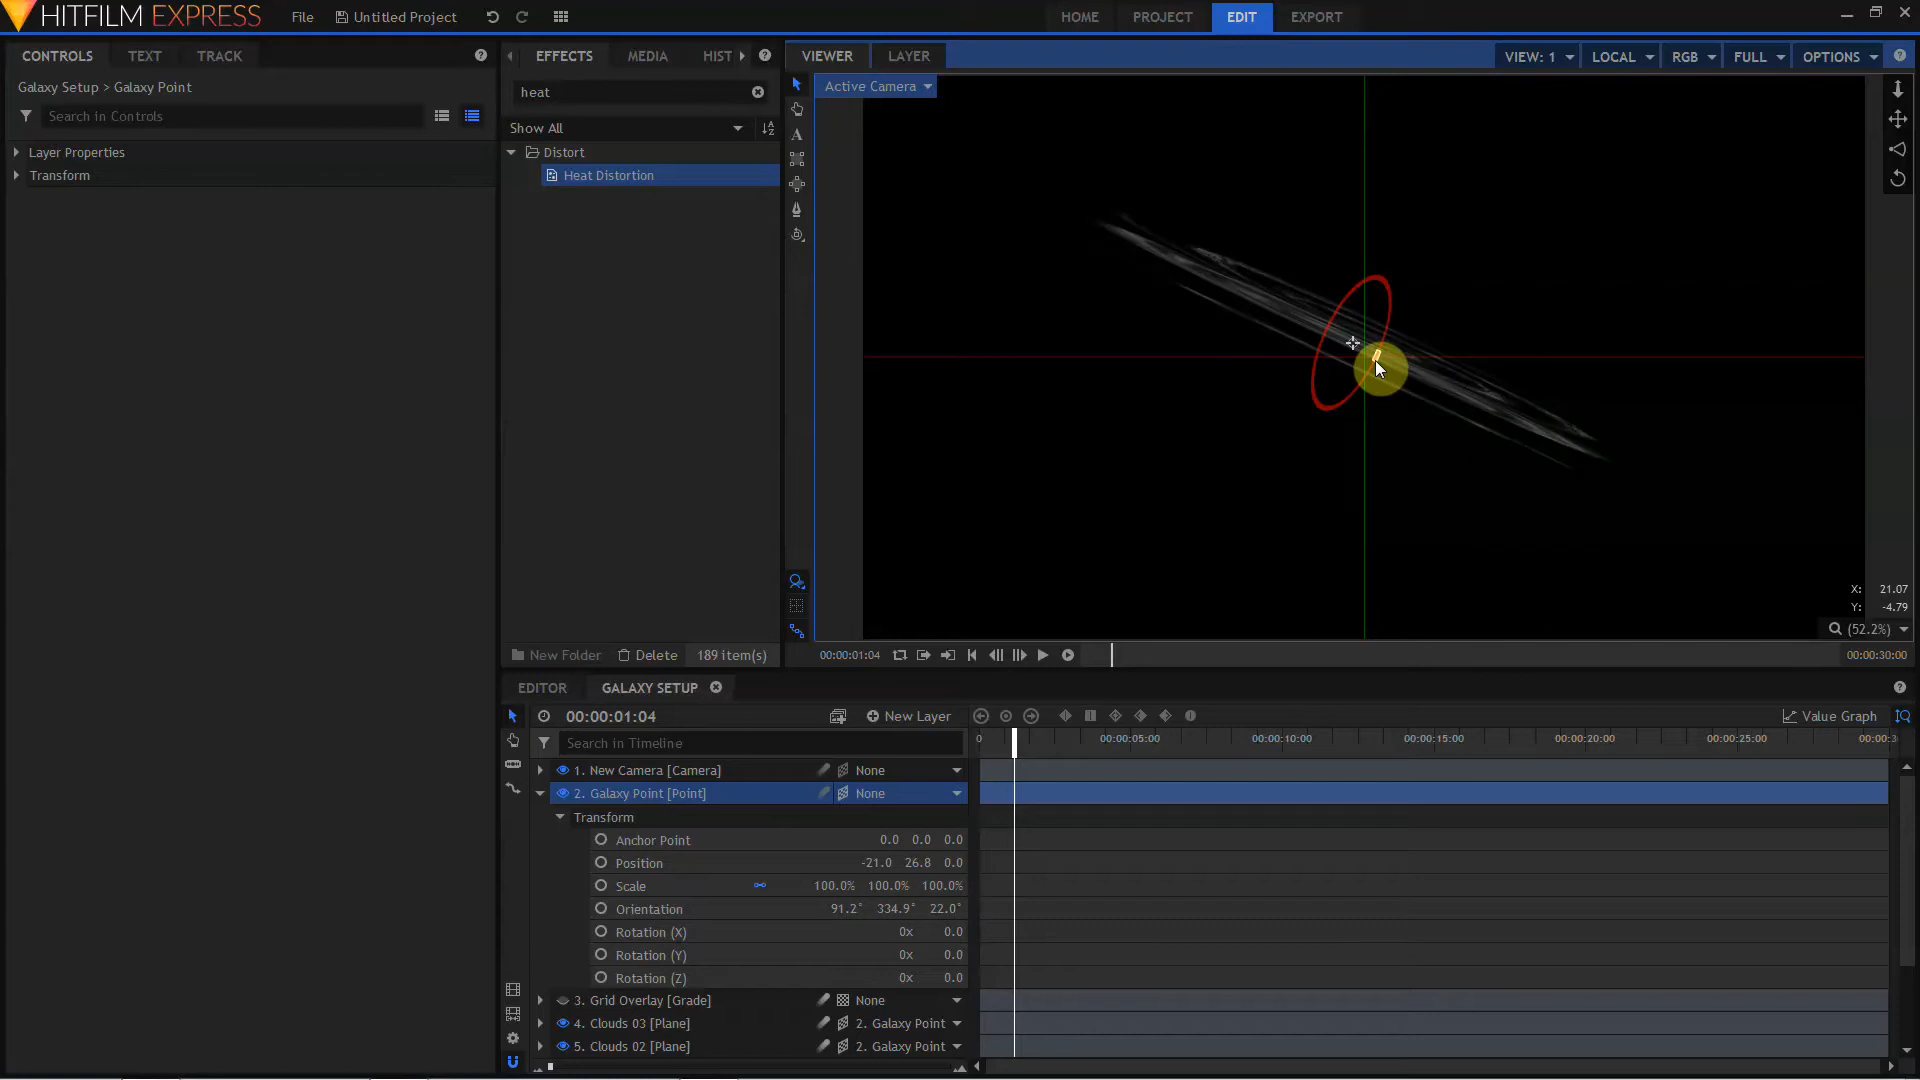 HITFILM EXPRESS
File
Untitled Project
HOME
PROJECT
EDIT
EXPORT
CONTROLS
TEXT
TRACK
Galaxy Setup > Galaxy Point
Search in Controls
Layer Properties
Transform
EFFECTS
MEDIA
HIST
heat
Show All
Distort
Heat Distortion
New Folder
Delete
189 item(s)
VIEWER
LAYER
VIEW: 1
LOCAL
RGB
FULL
OPTIONS
Active Camera
X: 21.07
Y: -4.79
(52.2%)
00:00:01:04
00:00:30:00
EDITOR
GALAXY SETUP
00:00:01:04
New Layer
Value Graph
Search in Timeline
0
00:00:05:00
00:00:10:00
00:00:15:00
00:00:20:00
00:00:25:00
00:00:3
1. New Camera [Camera] None
2. Galaxy Point [Point] None
Transform
Anchor Point 0.0 0.0 0.0
Position -21.0 26.8 0.0
Scale 100.0% 100.0% 100.0%
Orientation 91.2° 334.9° 22.0°
Rotation (X) 0x 0.0
Rotation (Y) 0x 0.0
Rotation (Z) 0x 0.0
3. Grid Overlay [Grade] None
4. Clouds 03 [Plane] 2. Galaxy Point
5. Clouds 02 [Plane] 2. Galaxy Point